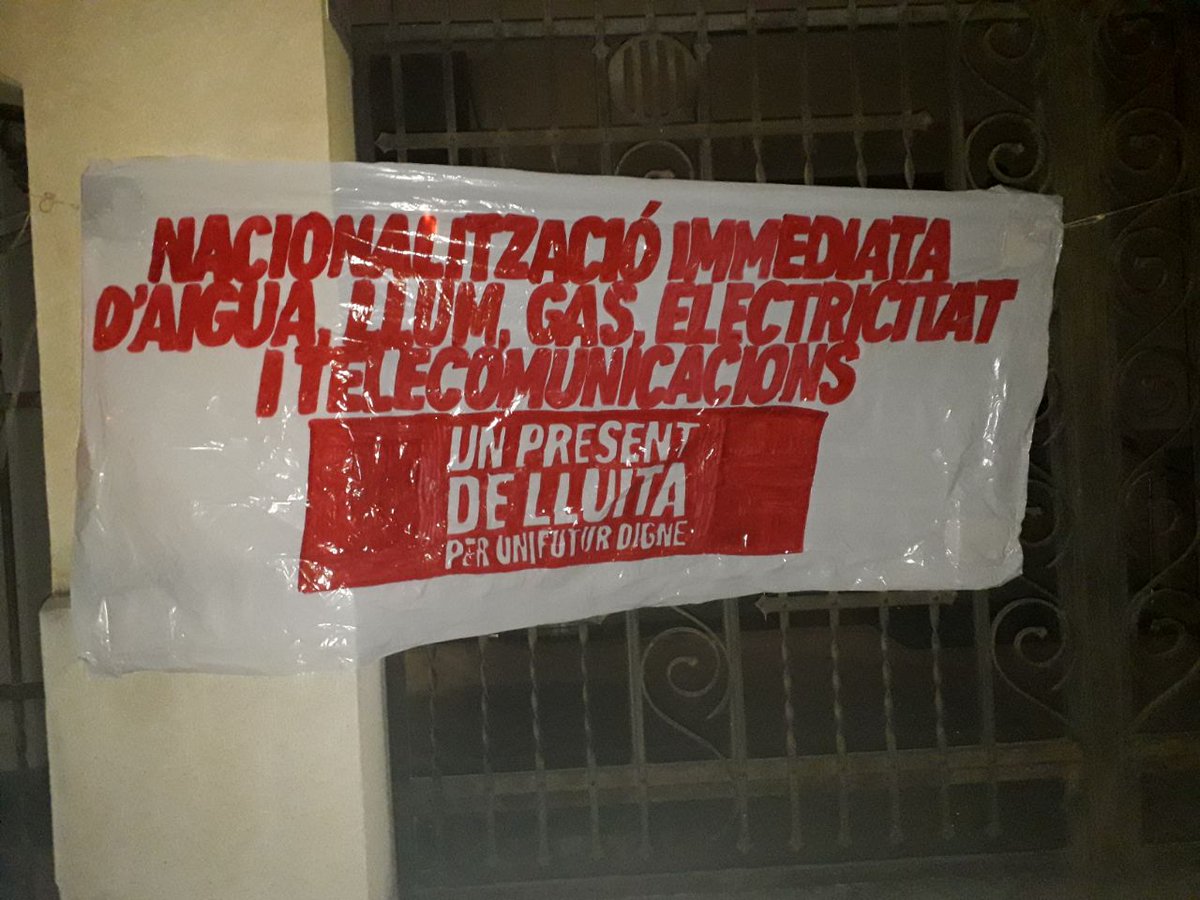 NACIONALITZACIÓ IMMEDIATA
D'AIGUA, LLUM, GAS, ELECTRICITAT
I TELECOMUNICACIONS
UN PRESENT
DE LLUITA
PER UN FUTUR DIGNE